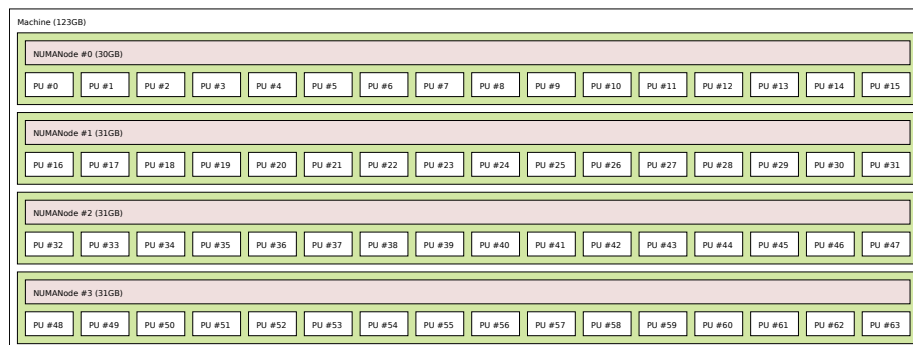 Machine (123GB)
NUMANode #0 (30GB)
PU #0 PU #1 PU #2 PU #3 PU #4 PU #5 PU #6 PU #7 PU #8 PU #9 PU #10 PU #11 PU #12 PU #13 PU #14 PU #15
NUMANode #1 (31GB)
PU #16 PU #17 PU #18 PU #19 PU #20 PU #21 PU #22 PU #23 PU #24 PU #25 PU #26 PU #27 PU #28 PU #29 PU #30 PU #31
NUMANode #2 (31GB)
PU #32 PU #33 PU #34 PU #35 PU #36 PU #37 PU #38 PU #39 PU #40 PU #41 PU #42 PU #43 PU #44 PU #45 PU #46 PU #47
NUMANode #3 (31GB)
PU #48 PU #49 PU #50 PU #51 PU #52 PU #53 PU #54 PU #55 PU #56 PU #57 PU #58 PU #59 PU #60 PU #61 PU #62 PU #63